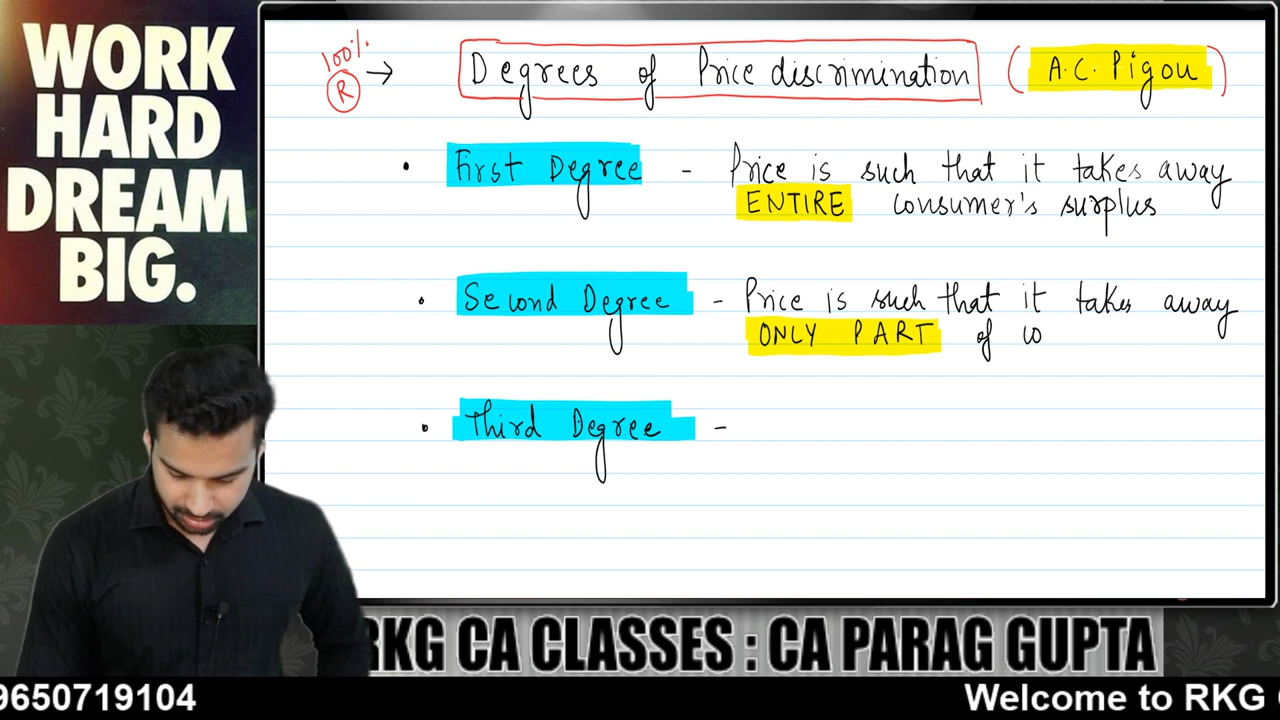 WORK
HARD
DREAM
BIG.
100%
R → Degrees of Price discrimination (A.C. Pigou)
• First Degree - Price is such that it takes away
ENTIRE consumer's surplus
• Second Degree - Price is such that it takes away
ONLY PART of co
• Third Degree -
RKG CA CLASSES : CA PARAG GUPTA
9650719104
Welcome to RKG